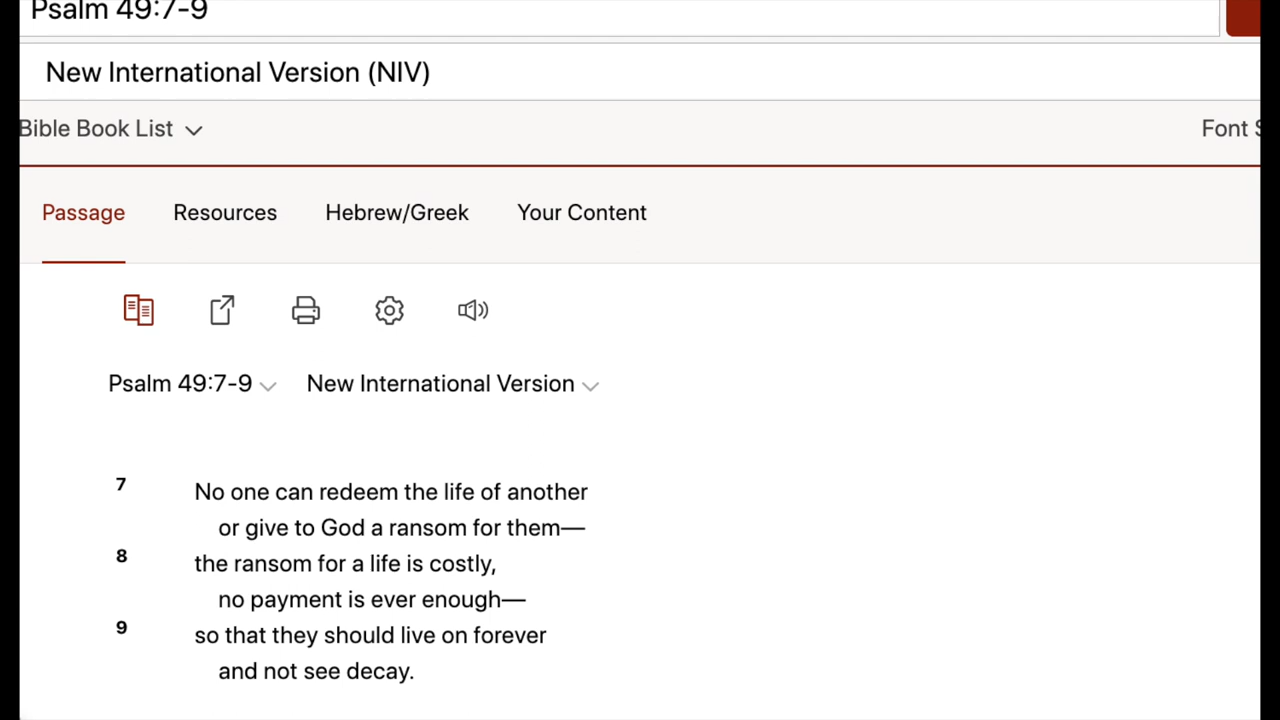 Psalm 49:7-9
New International Version (NIV)
Bible Book List
Font
Passage Resources Hebrew/Greek Your Content
Psalm 49:7-9 New International Version
7 No one can redeem the life of another
or give to God a ransom for them—
8 the ransom for a life is costly,
no payment is ever enough—
9 so that they should live on forever
and not see decay.